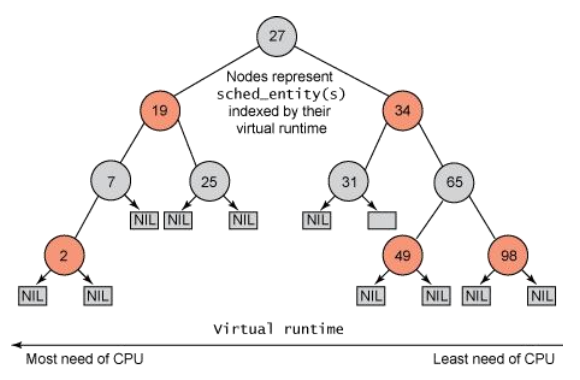 27
Nodes represent
sched_entity(s)
indexed by their
virtual runtime
19
34
7
25
31
65
NIL
NIL
NIL
NIL
2
49
98
NIL
NIL
NIL
NIL
NIL
NIL
Virtual runtime
Most need of CPU
Least need of CPU